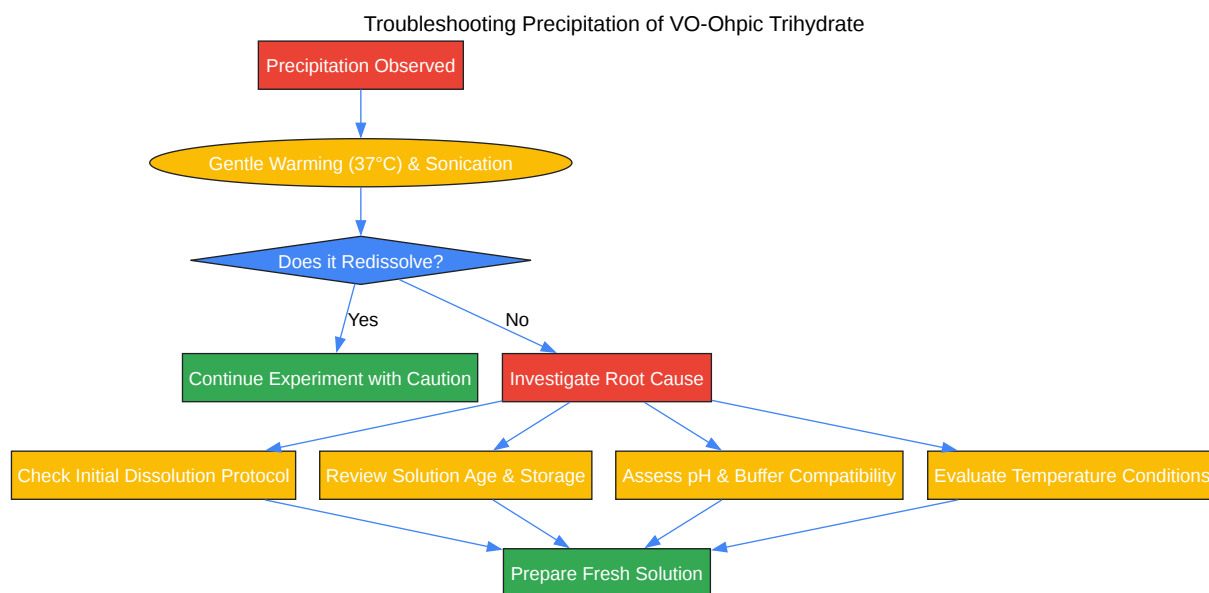 Troubleshooting Precipitation of VO-Ohpic Trihydrate
Precipitation Observed
Gentle Warming (37°C) & Sonication
Does it Redissolve?
Yes
No
Continue Experiment with Caution
Investigate Root Cause
Check Initial Dissolution Protocol
Review Solution Age & Storage
Assess pH & Buffer Compatibility
Evaluate Temperature Conditions
Prepare Fresh Solution